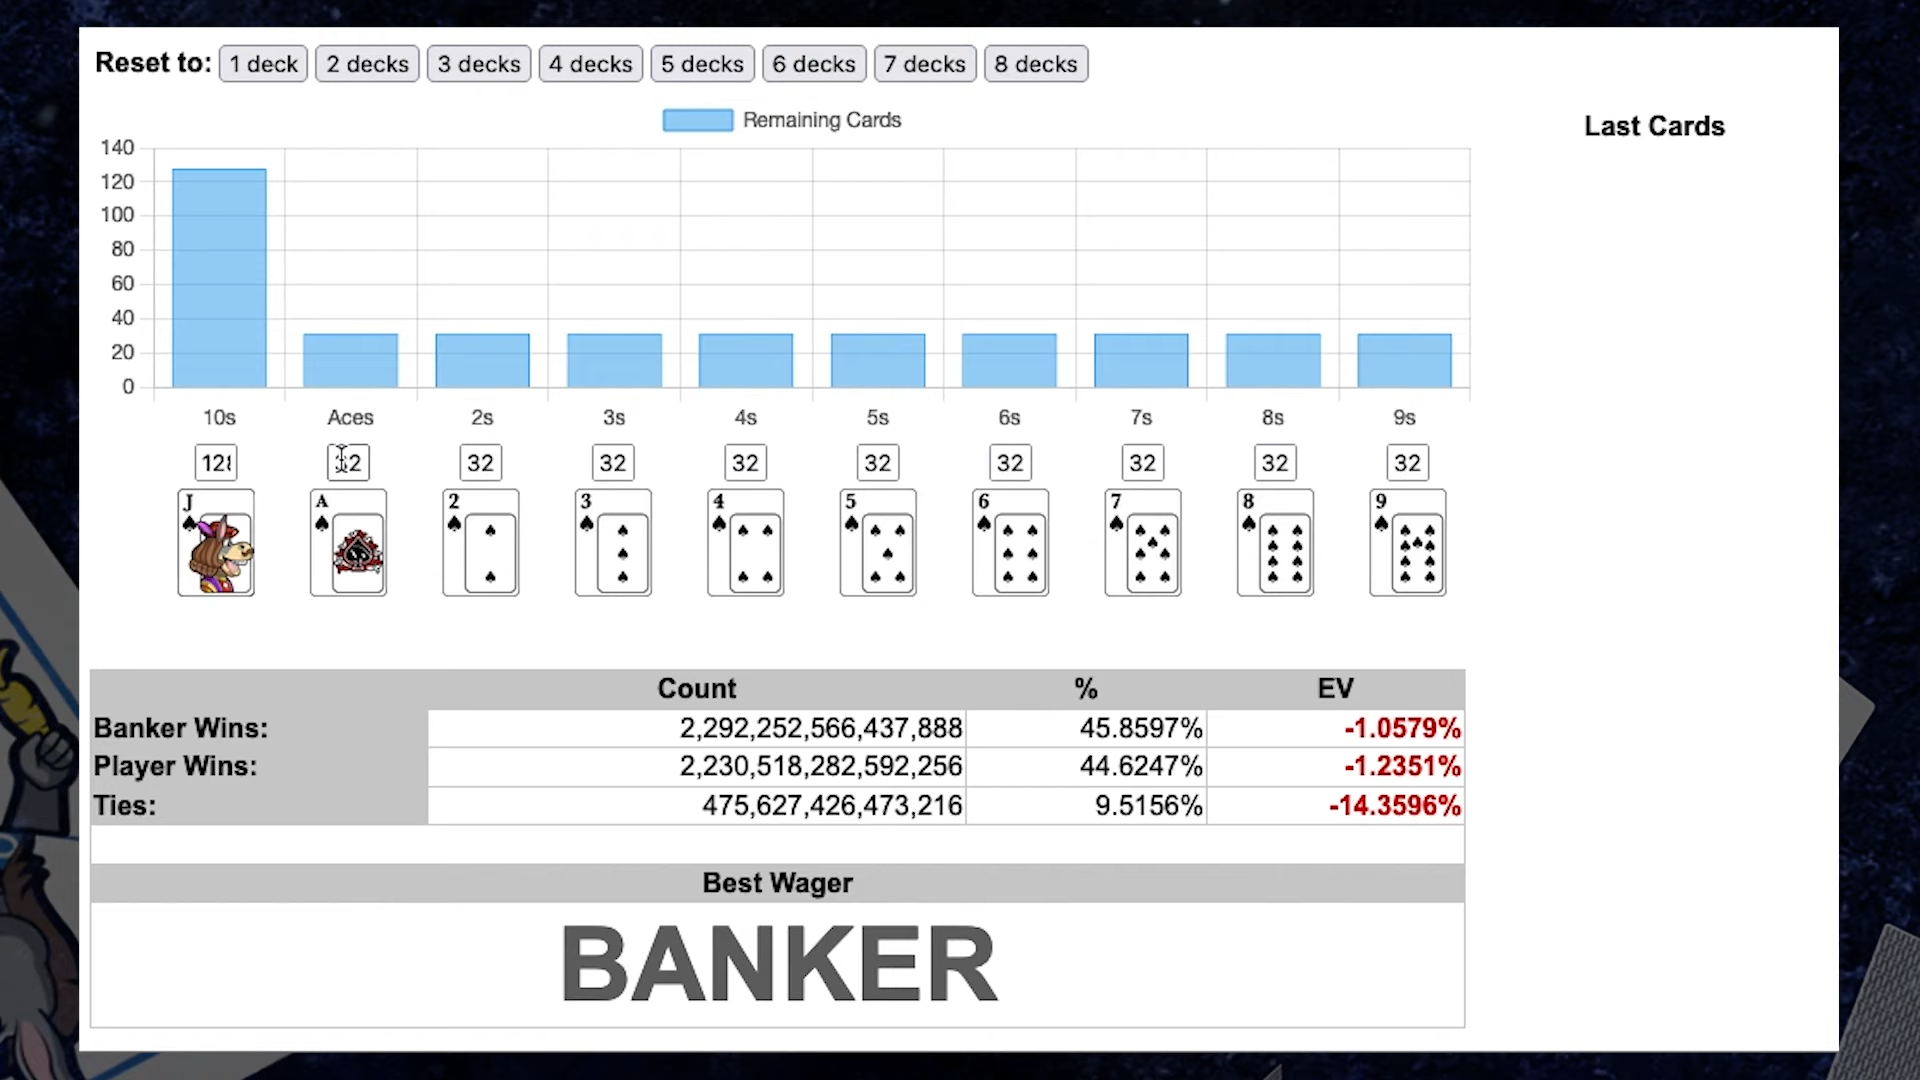 Reset to: 1 deck 2 decks 3 decks 4 decks 5 decks 6 decks 7 decks 8 decks
Remaining Cards
Last Cards
140
120
100
80
60
40
20
0
10s Aces 2s 3s 4s 5s 6s 7s 8s 9s
32 32 32 32 32 32 32 32
J A 2 3 4 5 6 7 8 9
Count % EV
Banker Wins: 2,292,252,566,437,888 45.8597% -1.0579%
Player Wins: 2,230,518,282,592,256 44.6247% -1.2351%
Ties: 475,627,426,473,216 9.5156% -14.3596%
Best Wager
BANKER